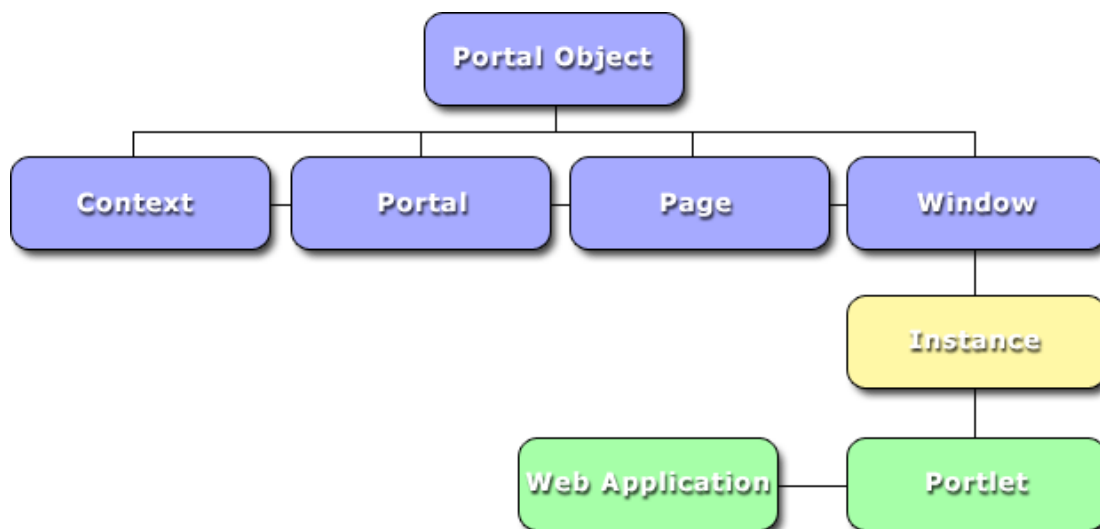 Portal Object
Context
Portal
Page
Window
Instance
Web Application
Portlet